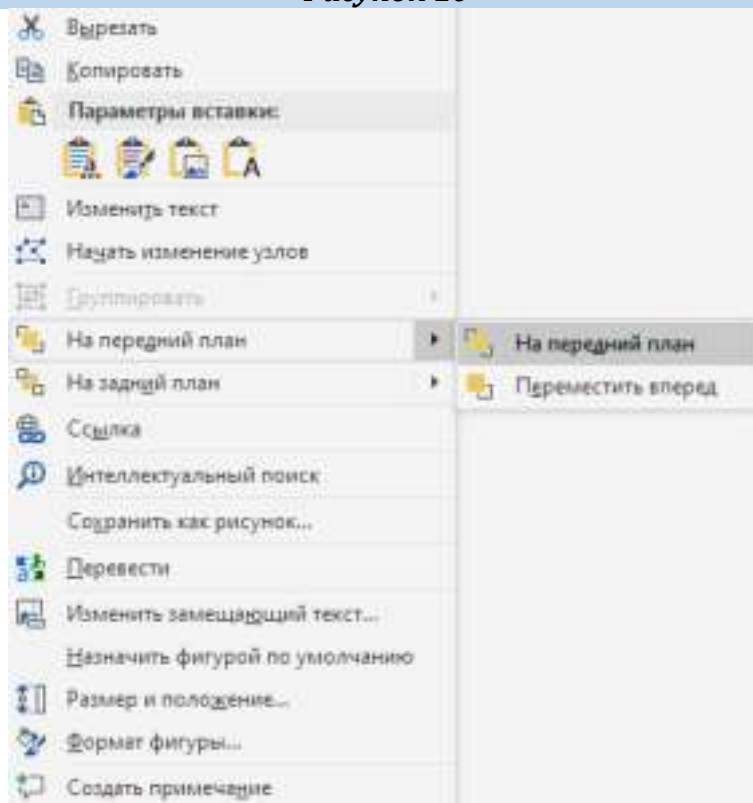 Вырезать
Копировать
Параметры вставки:
Изменить текст
Начать изменение узлов
Группировать
На передний план
На передний план
На задний план
Переместить вперед
Ссылка
Интеллектуальный поиск
Сохранить как рисунок...
Перевести
Изменить замещающий текст...
Назначить фигурой по умолчанию
Размер и положение...
Формат фигуры...
Создать примечание